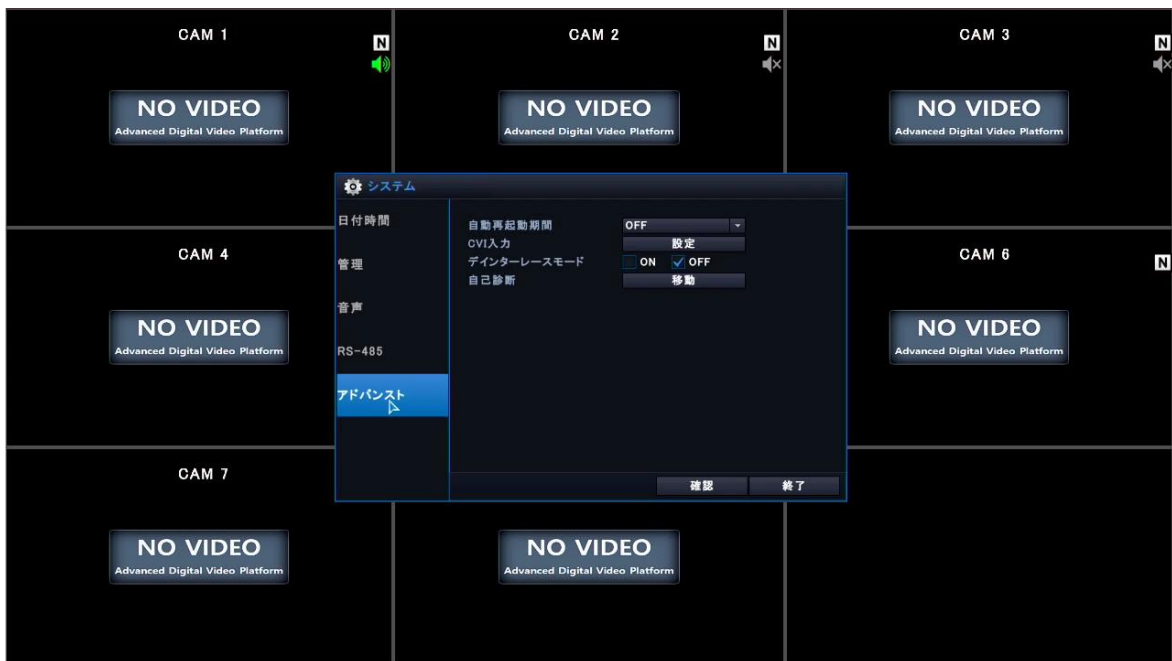 CAM 1
N
CAM 2
N
CAM 3
N
NO VIDEO
Advanced Digital Video Platform
NO VIDEO
Advanced Digital Video Platform
NO VIDEO
Advanced Digital Video Platform
システム
日付時間
管理
音声
RS-485
アドバンスト
自動再起動期間
OFF
CVI入力
設定
デインターレースモード
ON
OFF
自己診断
移動
確認
終了
CAM 4
CAM 6
N
NO VIDEO
Advanced Digital Video Platform
NO VIDEO
Advanced Digital Video Platform
CAM 7
NO VIDEO
Advanced Digital Video Platform
NO VIDEO
Advanced Digital Video Platform